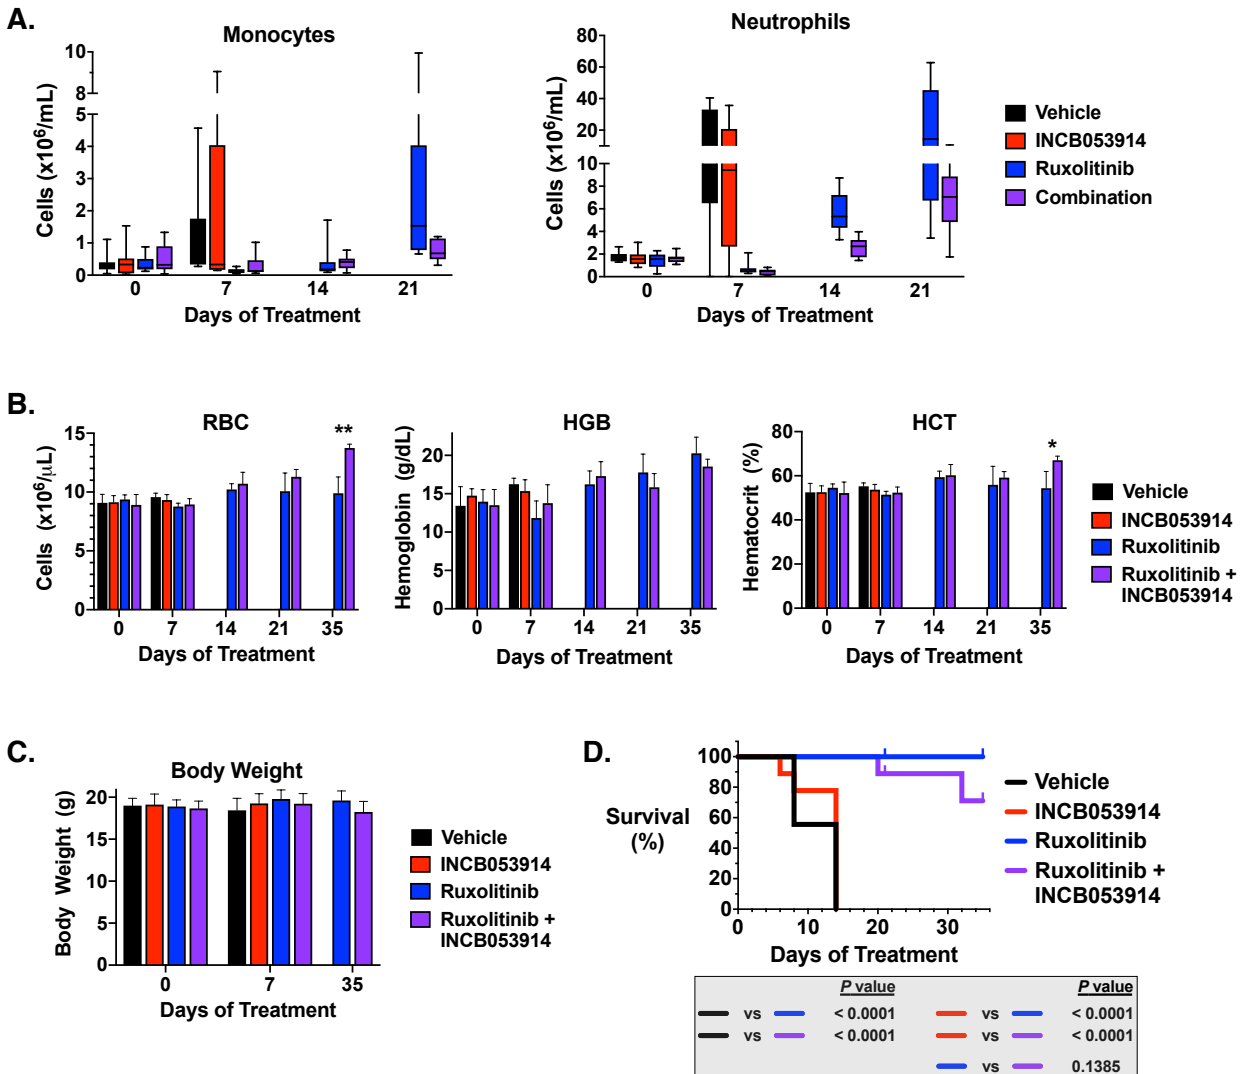 A.
Monocytes
Neutrophils
Cells (x10⁶/mL)
10
8
5
4
3
2
1
0
0 7 14 21
Days of Treatment
Cells (x10⁶/mL)
80
60
40
20
10
8
6
4
2
0
0 7 14 21
Days of Treatment
Vehicle
INCB053914
Ruxolitinib
Combination
B.
RBC
Cells (x10⁶/μL)
15
10
5
0
**
0 7 14 21 35
Days of Treatment
HGB
Hemoglobin (g/dL)
20
15
10
5
0
0 7 14 21 35
Days of Treatment
HCT
Hematocrit (%)
80
60
40
20
0
*
0 7 14 21 35
Days of Treatment
Vehicle
INCB053914
Ruxolitinib
Ruxolitinib +
INCB053914
C.
Body Weight
Body Weight (g)
20
15
10
5
0
0 7 35
Days of Treatment
Vehicle
INCB053914
Ruxolitinib
Ruxolitinib +
INCB053914
D.
Survival
(%)
100
80
60
40
20
0
0 10 20 30
Days of Treatment
Vehicle
INCB053914
Ruxolitinib
Ruxolitinib +
INCB053914
P value P value
vs < 0.0001 vs < 0.0001
vs < 0.0001 vs < 0.0001
vs 0.1385